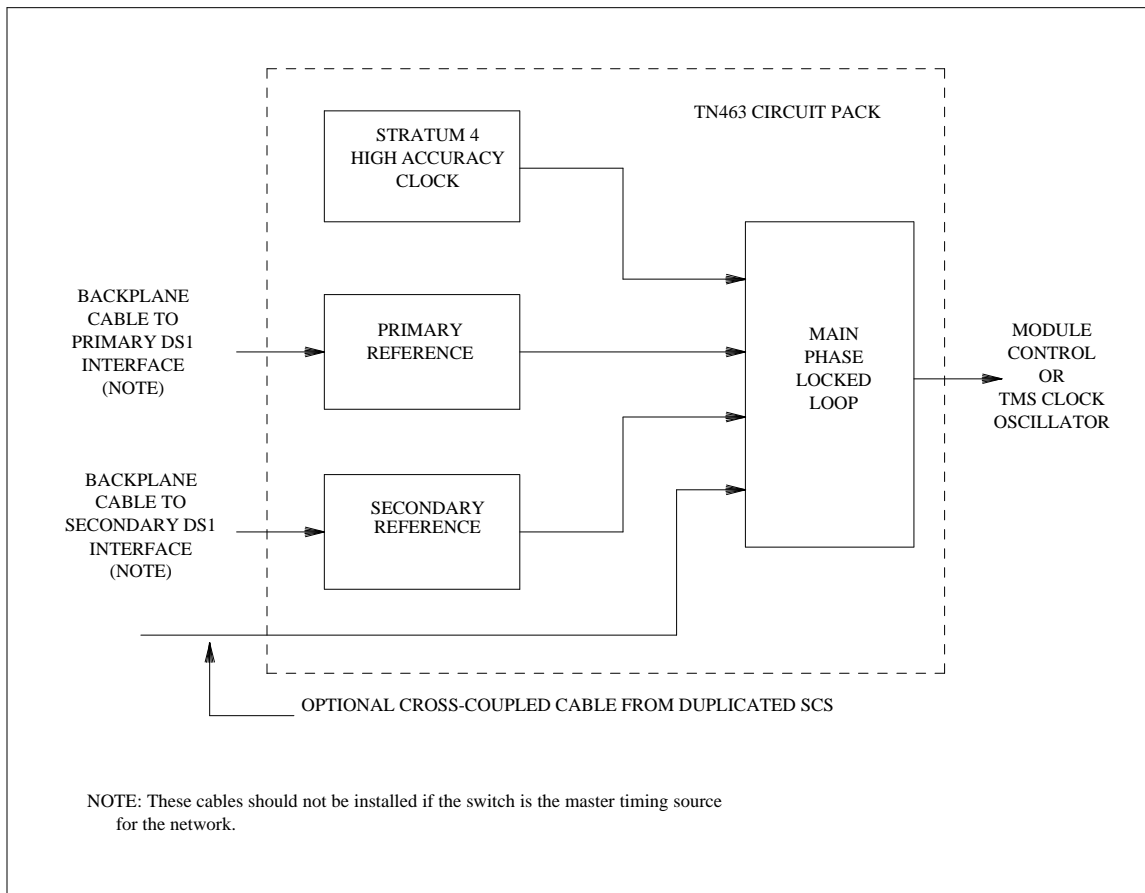 TN463 CIRCUIT PACK
STRATUM 4
HIGH ACCURACY
CLOCK
BACKPLANE
CABLE TO
PRIMARY DS1
INTERFACE
(NOTE)
PRIMARY
REFERENCE
MAIN
PHASE
LOCKED
LOOP
MODULE
CONTROL
OR
TMS CLOCK
OSCILLATOR
BACKPLANE
CABLE TO
SECONDARY DS1
INTERFACE
(NOTE)
SECONDARY
REFERENCE
OPTIONAL CROSS-COUPLED CABLE FROM DUPLICATED SCS
NOTE: These cables should not be installed if the switch is the master timing source
for the network.